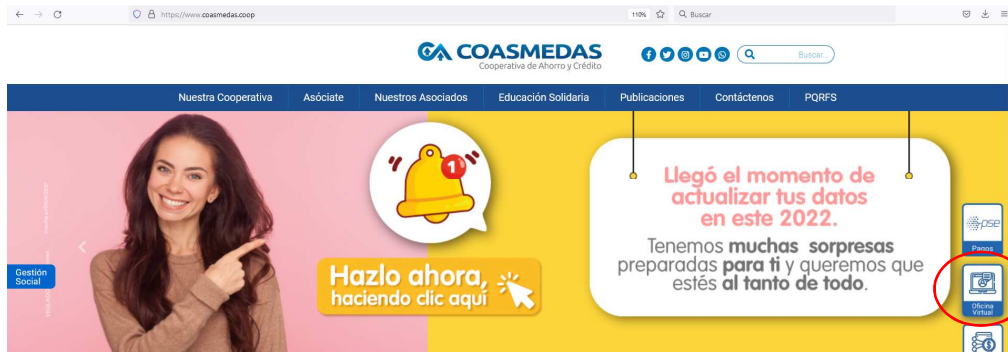 https://www.coasmedas.coop
110%
Buscar
COASMEDAS
Cooperativa de Ahorro y Crédito
Buscar...
Nuestra Cooperativa
Asóciate
Nuestros Asociados
Educación Solidaria
Publicaciones
Contáctenos
PQRFS
1
Llegó el momento de
actualizar tus datos
en este 2022.
Tenemos muchas sorpresas
preparadas para ti y queremos que
estés al tanto de todo.
Hazlo ahora,
haciendo clic aquí
Gestión
Social
pse
Pagos
Oficina
Virtual